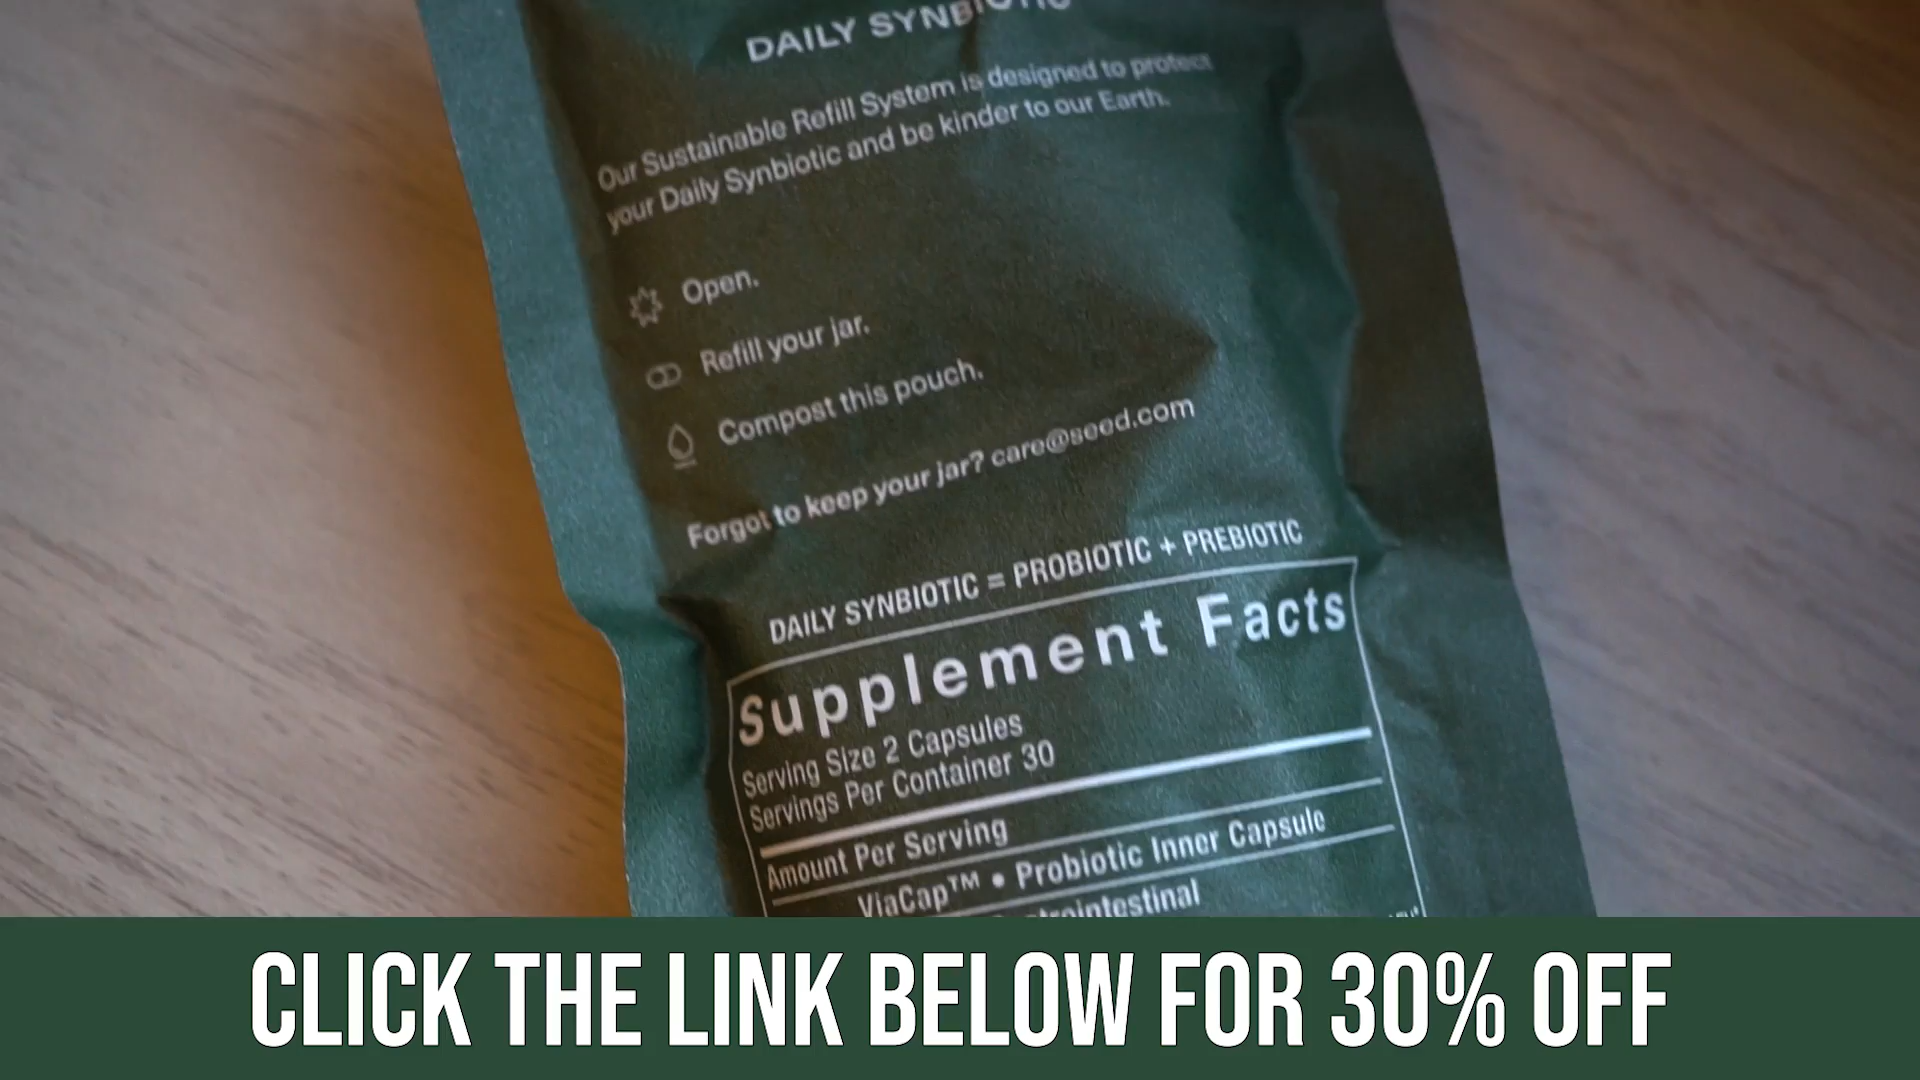 DAILY SYNBIOTIC
Our Sustainable Refill System is designed to protect
your Daily Synbiotic and be kinder to our Earth.
Open.
Refill your jar.
Compost this pouch.
Forgot to keep your jar? care@seed.com
DAILY SYNBIOTIC = PROBIOTIC + PREBIOTIC
Supplement Facts
Serving Size 2 Capsules
Servings Per Container 30
Amount Per Serving
ViaCap™ • Probiotic Inner Capsule
CLICK THE LINK BELOW FOR 30% OFF